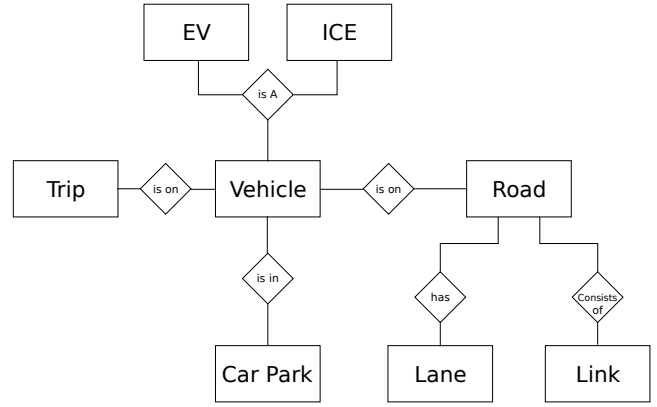 EV
ICE
is A
Trip
is on
Vehicle
is on
Road
is in
has
Consists
of
Car Park
Lane
Link